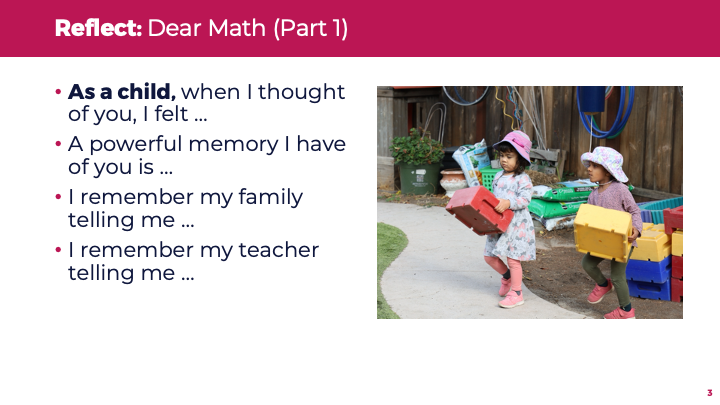 Reflect: Dear Math (Part 1)
• As a child, when I thought
of you, I felt ...
• A powerful memory I have
of you is ...
• I remember my family
telling me ...
• I remember my teacher
telling me ...
3